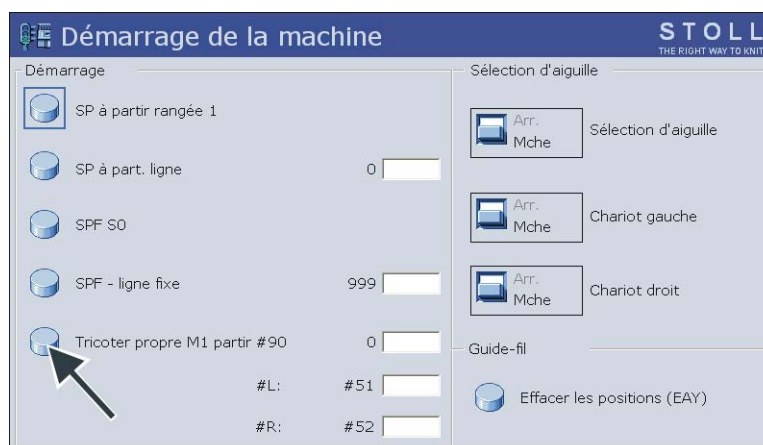 Démarrage de la machine
STOLL
THE RIGHT WAY TO KNIT
Démarrage
SP à partir rangée 1
SP à part. ligne 0
SPF S0
SPF - ligne fixe 999
Tricoter propre M1 partir #90 0
#L: #51
#R: #52
Sélection d'aiguille
Arr.
Mche
Sélection d'aiguille
Arr.
Mche
Chariot gauche
Arr.
Mche
Chariot droit
Guide-fil
Effacer les positions (EAY)